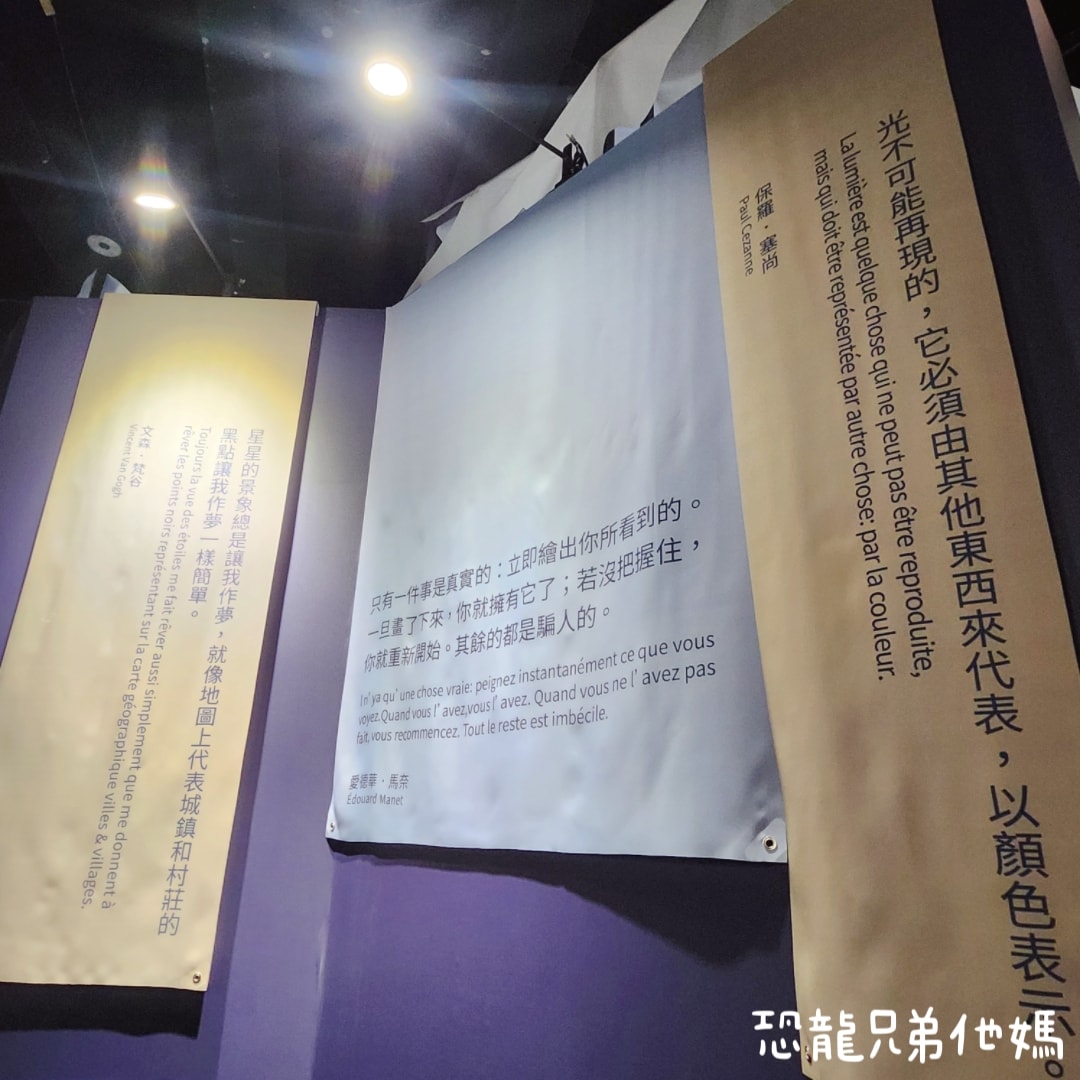 星星的景象總是讓我作夢，就像地圖上代表城鎮和村莊的
黑點讓我作夢一樣簡單。
Toujours la vue des étoiles me fait rêver aussi simplement que me donnent à
rêver les points noirs représentant sur la carte géographique villes & villages.
文森．梵谷
Vincent Van Gogh
只有一件事是真實的：立即繪出你所看到的。
一旦畫了下來，你就擁有它了；若沒把握住，
你就重新開始。其餘的都是騙人的。
I n’ ya qu’ une chose vraie: peignez instantanément ce que vous
voyez.Quand vous l’ avez,vous l’ avez. Quand vous ne l’ avez pas
fait, vous recommencez. Tout le reste est imbécile.
愛德華．馬奈
Édouard Manet
光不可能再現的，它必須由其他東西來代表，以顏色表示。
La lumière est quelque chose qui ne peut pas être reproduite,
mais qui doit être représentée par autre chose: par la couleur.
保羅．塞尚
Paul Cezanne
恐龍兄弟他媽